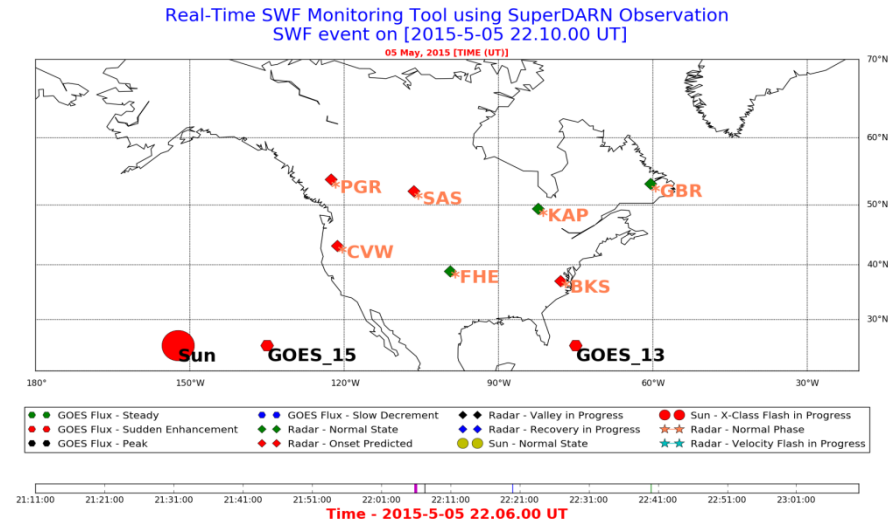 Real-Time SWF Monitoring Tool using SuperDARN Observation
SWF event on [2015-5-05 22.10.00 UT]
05 May, 2015 [TIME (UT)]
70°N
60°N
PGR
SAS
GBR
50°N
KAP
CVW
40°N
FHE
BKS
30°N
Sun
GOES_15
GOES_13
180°
150°W
120°W
90°W
60°W
30°W
GOES Flux - Steady
GOES Flux - Sudden Enhancement
GOES Flux - Peak
GOES Flux - Slow Decrement
Radar - Normal State
Radar - Onset Predicted
Radar - Valley in Progress
Radar - Recovery in Progress
Sun - Normal State
Sun - X-Class Flash in Progress
Radar - Normal Phase
Radar - Velocity Flash in Progress
21:11:00 21:21:00 21:31:00 21:41:00 21:51:00 22:01:00 22:11:00 22:21:00 22:31:00 22:41:00 22:51:00 23:01:00
Time - 2015-5-05 22.06.00 UT